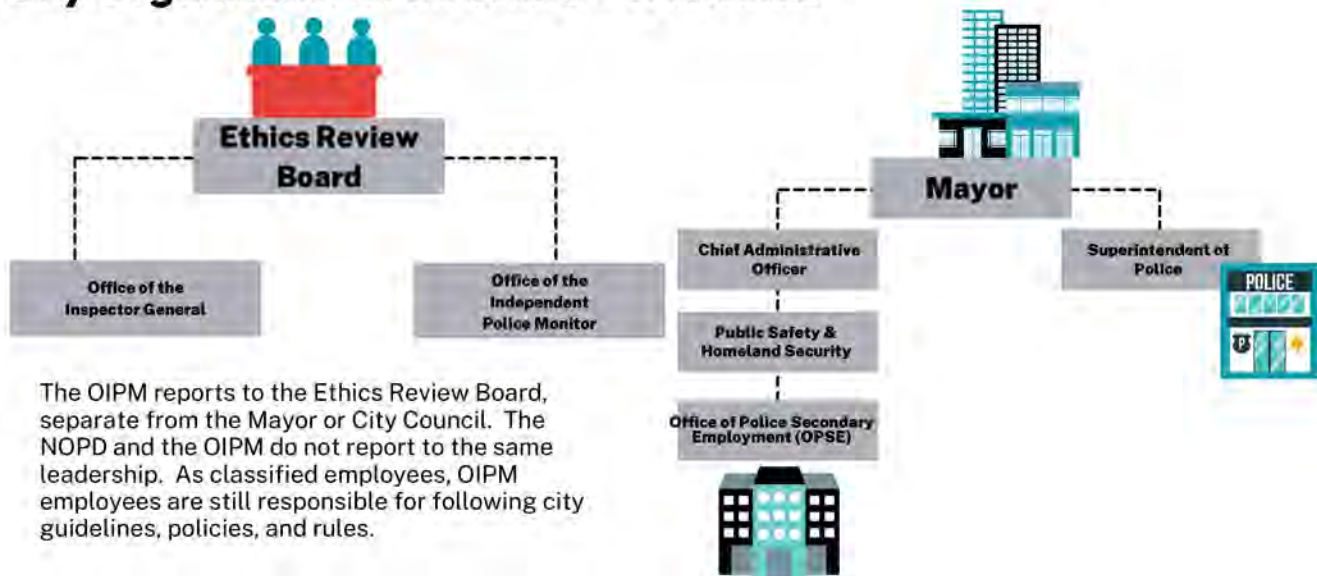 Ethics Review
Board
Office of the
Inspector General
Office of the
Independent
Police Monitor
The OIPM reports to the Ethics Review Board,
separate from the Mayor or City Council.  The
NOPD and the OIPM do not report to the same
leadership.  As classified employees, OIPM
employees are still responsible for following city
guidelines, policies, and rules.
Mayor
Chief Administrative
Officer
Public Safety &
Homeland Security
Office of Police Secondary
Employment (OPSE)
Superintendent of
Police
POLICE
P